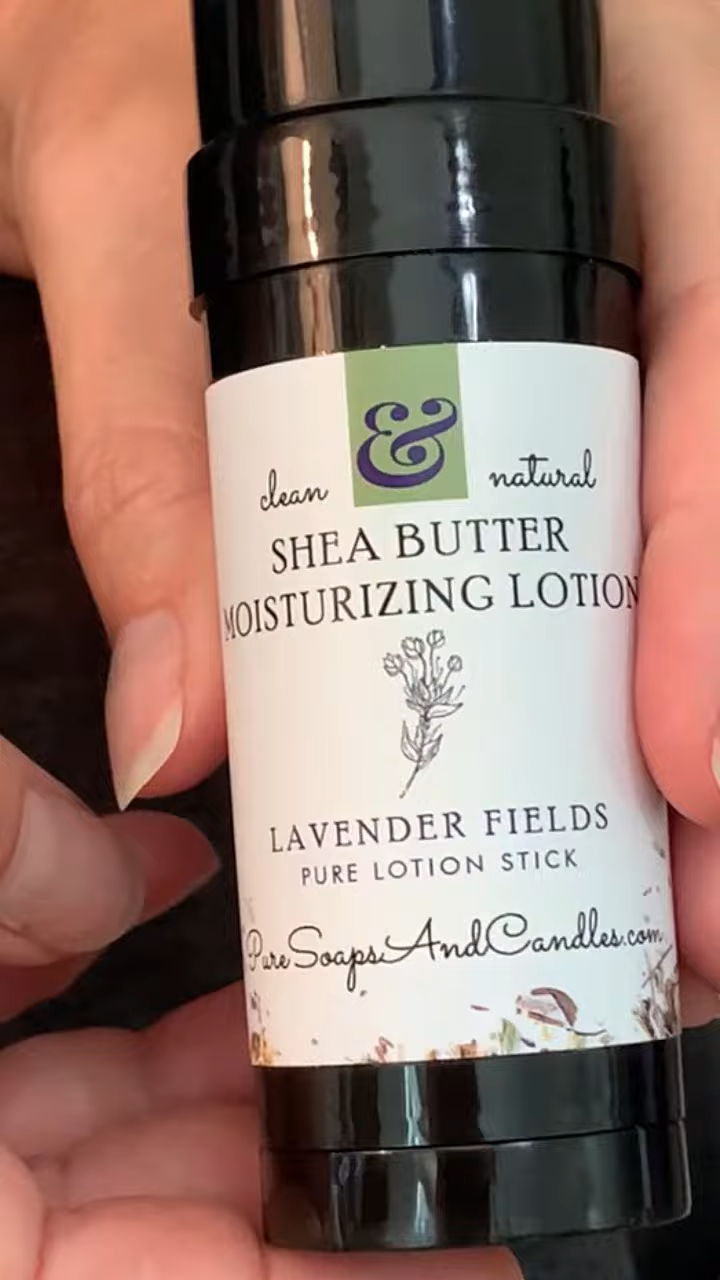 &
clean natural
SHEA BUTTER
MOISTURIZING LOTION
LAVENDER FIELDS
PURE LOTION STICK
PureSoapsAndCandles.com